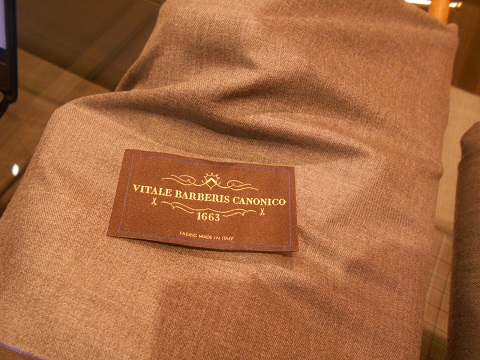 VITALE BARBERIS CANONICO
1663
FABRIC MADE IN ITALY